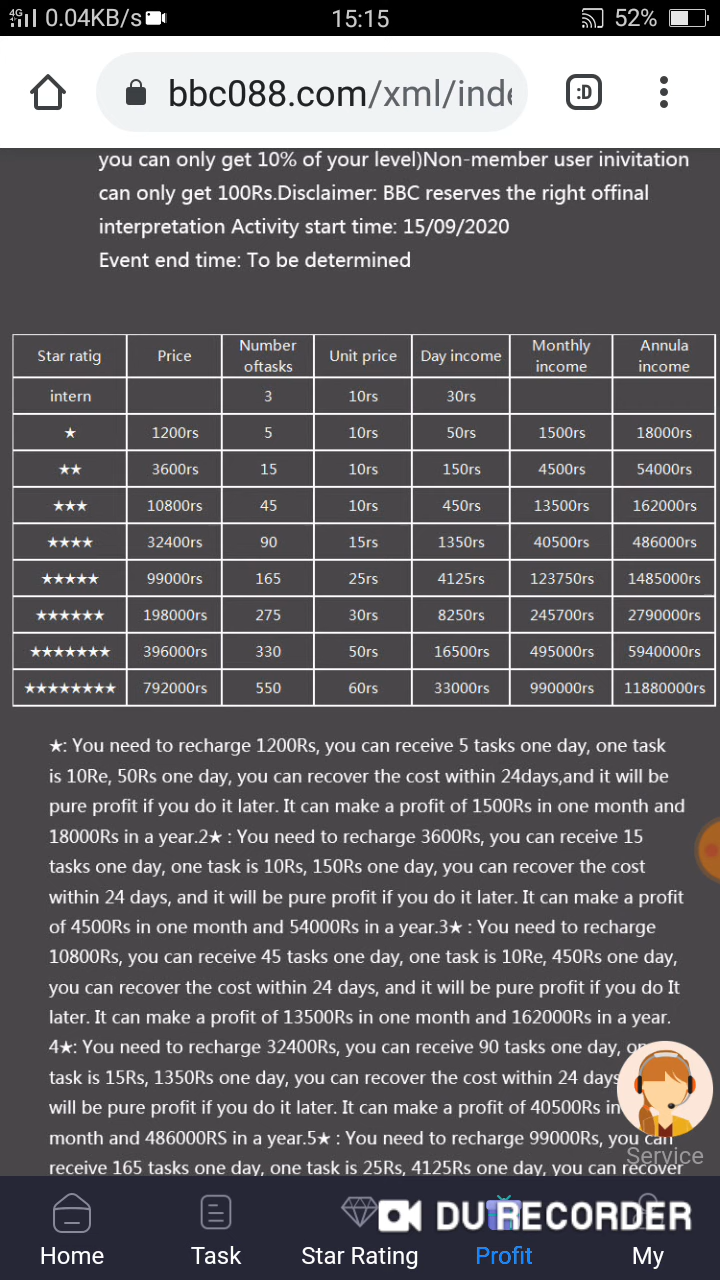 4G 0.04KB/s 15:15 52%
bbc088.com/xml/inde :D
you can only get 10% of your level)Non-member user inivitation
can only get 100Rs.Disclaimer: BBC reserves the right offinal
interpretation Activity start time: 15/09/2020
Event end time: To be determined
Star ratig Price Number oftasks Unit price Day income Monthly income Annula income
intern 3 10rs 30rs
★ 1200rs 5 10rs 50rs 1500rs 18000rs
★★ 3600rs 15 10rs 150rs 4500rs 54000rs
★★★ 10800rs 45 10rs 450rs 13500rs 162000rs
★★★★ 32400rs 90 15rs 1350rs 40500rs 486000rs
★★★★★ 99000rs 165 25rs 4125rs 123750rs 1485000rs
★★★★★★ 198000rs 275 30rs 8250rs 245700rs 2790000rs
★★★★★★★ 396000rs 330 50rs 16500rs 495000rs 5940000rs
★★★★★★★★ 792000rs 550 60rs 33000rs 990000rs 11880000rs
★: You need to recharge 1200Rs, you can receive 5 tasks one day, one task
is 10Re, 50Rs one day, you can recover the cost within 24days,and it will be
pure profit if you do it later. It can make a profit of 1500Rs in one month and
18000Rs in a year.2★ : You need to recharge 3600Rs, you can receive 15
tasks one day, one task is 10Rs, 150Rs one day, you can recover the cost
within 24 days, and it will be pure profit if you do it later. It can make a profit
of 4500Rs in one month and 54000Rs in a year.3★ : You need to recharge
10800Rs, you can receive 45 tasks one day, one task is 10Re, 450Rs one day,
you can recover the cost within 24 days, and it will be pure profit if you do It
later. It can make a profit of 13500Rs in one month and 162000Rs in a year.
4★: You need to recharge 32400Rs, you can receive 90 tasks one day,
task is 15Rs, 1350Rs one day, you can recover the cost within 24 days
will be pure profit if you do it later. It can make a profit of 40500Rs in
month and 486000RS in a year.5★ : You need to recharge 99000Rs, you can
Service
receive 165 tasks one day, one task is 25Rs, 4125Rs one day, you can recover
DU RECORDER
Home Task Star Rating Profit My